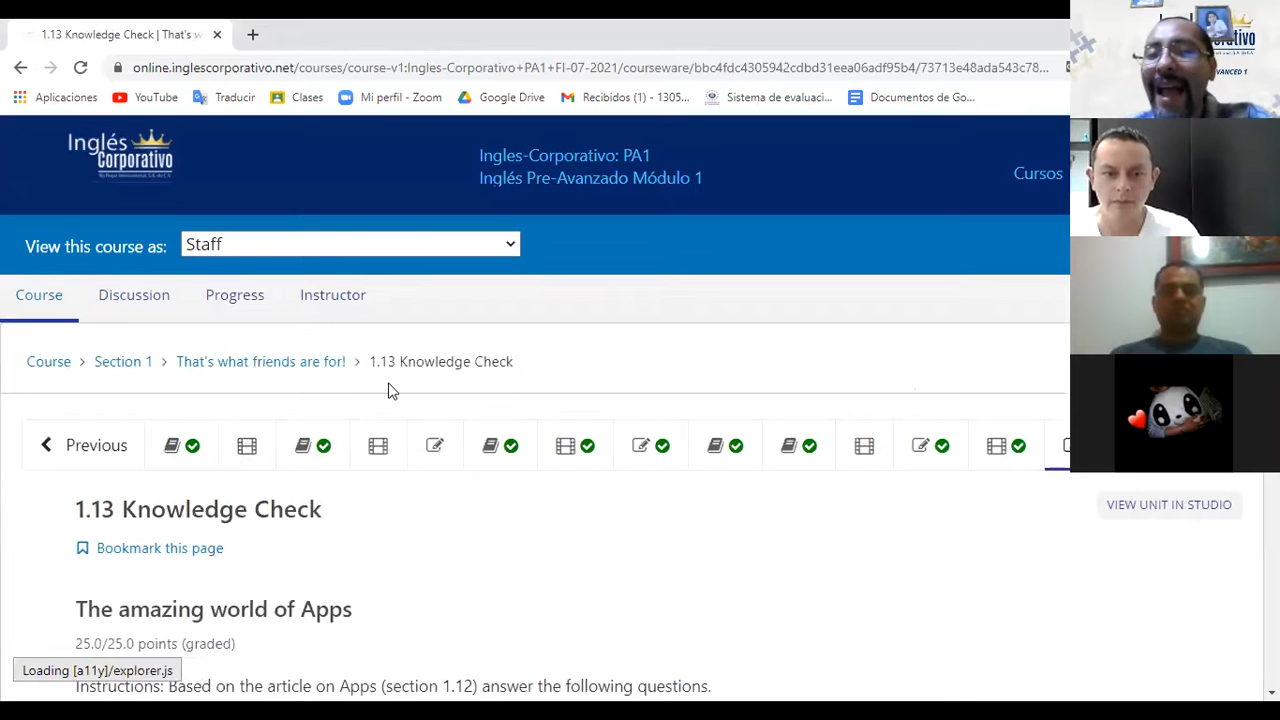 1.13 Knowledge Check | That's w
online.inglescorporativo.net/courses/course-v1:Ingles-Corporativo+PA1+FI-07-2021/courseware/bbc4fdc4305942cdbd31eea06adf95b4/73713e48ada543c78...
Aplicaciones YouTube Traducir Clases Mi perfil - Zoom Google Drive Recibidos (1) - 1305... Sistema de evaluaci... Documentos de Go...
Inglés
Corporativo
Ingles-Corporativo: PA1
Inglés Pre-Avanzado Módulo 1
Cursos
View this course as: Staff
Course Discussion Progress Instructor
Course > Section 1 > That's what friends are for! > 1.13 Knowledge Check
Previous
1.13 Knowledge Check
VIEW UNIT IN STUDIO
Bookmark this page
The amazing world of Apps
25.0/25.0 points (graded)
Loading [a11y]/explorer.js
Instructions: Based on the article on Apps (section 1.12) answer the following questions.